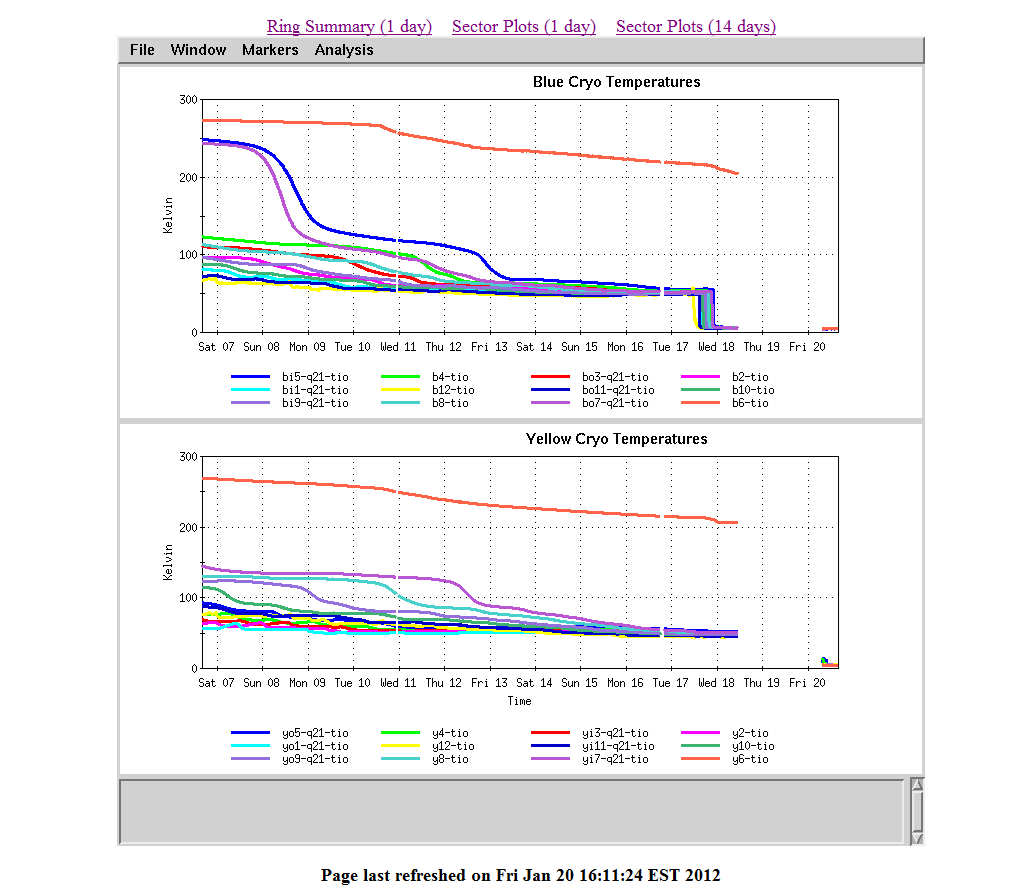 Ring Summary (1 day) Sector Plots (1 day) Sector Plots (14 days)
File Window Markers Analysis
Blue Cryo Temperatures
300
200
100
0
Kelvin
Sat 07 Sun 08 Mon 09 Tue 10 Wed 11 Thu 12 Fri 13 Sat 14 Sun 15 Mon 16 Tue 17 Wed 18 Thu 19 Fri 20
bi5-q21-tio b4-tio bo3-q21-tio b2-tio
bi1-q21-tio b12-tio bo11-q21-tio b10-tio
bi9-q21-tio b8-tio bo7-q21-tio b6-tio
Yellow Cryo Temperatures
300
200
100
0
Kelvin
Sat 07 Sun 08 Mon 09 Tue 10 Wed 11 Thu 12 Fri 13 Sat 14 Sun 15 Mon 16 Tue 17 Wed 18 Thu 19 Fri 20
Time
yo5-q21-tio y4-tio yi3-q21-tio y2-tio
yo1-q21-tio y12-tio yi11-q21-tio y10-tio
yo9-q21-tio y8-tio yi7-q21-tio y6-tio
Page last refreshed on Fri Jan 20 16:11:24 EST 2012